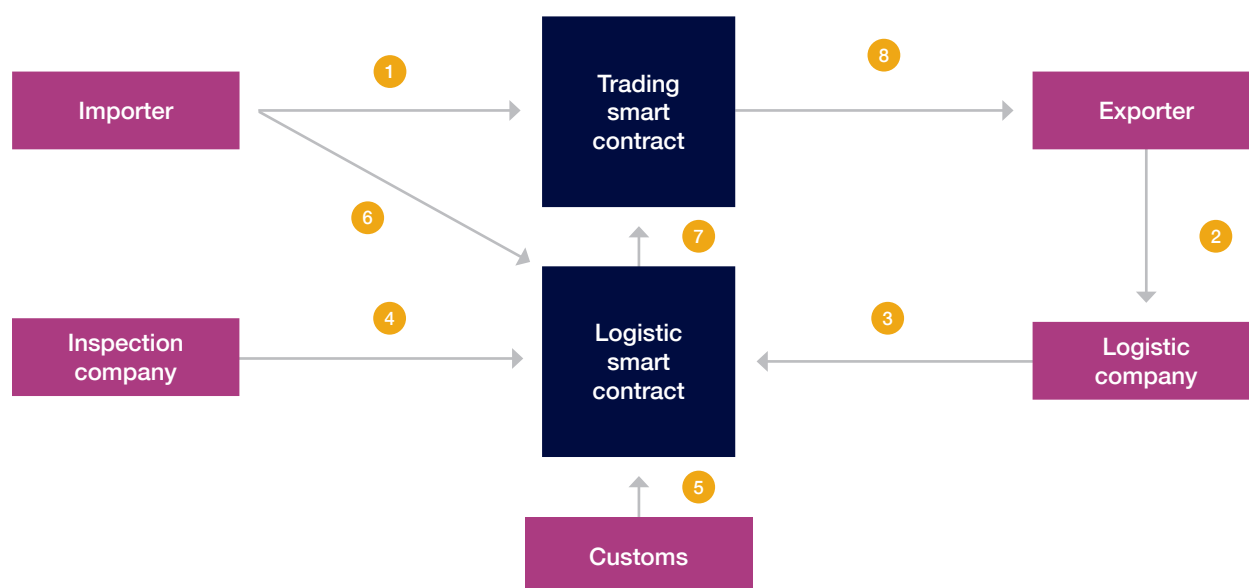 1
8
Importer
Trading
smart
contract
Exporter
6
7
2
4
3
Inspection
company
Logistic
smart
contract
Logistic
company
5
Customs